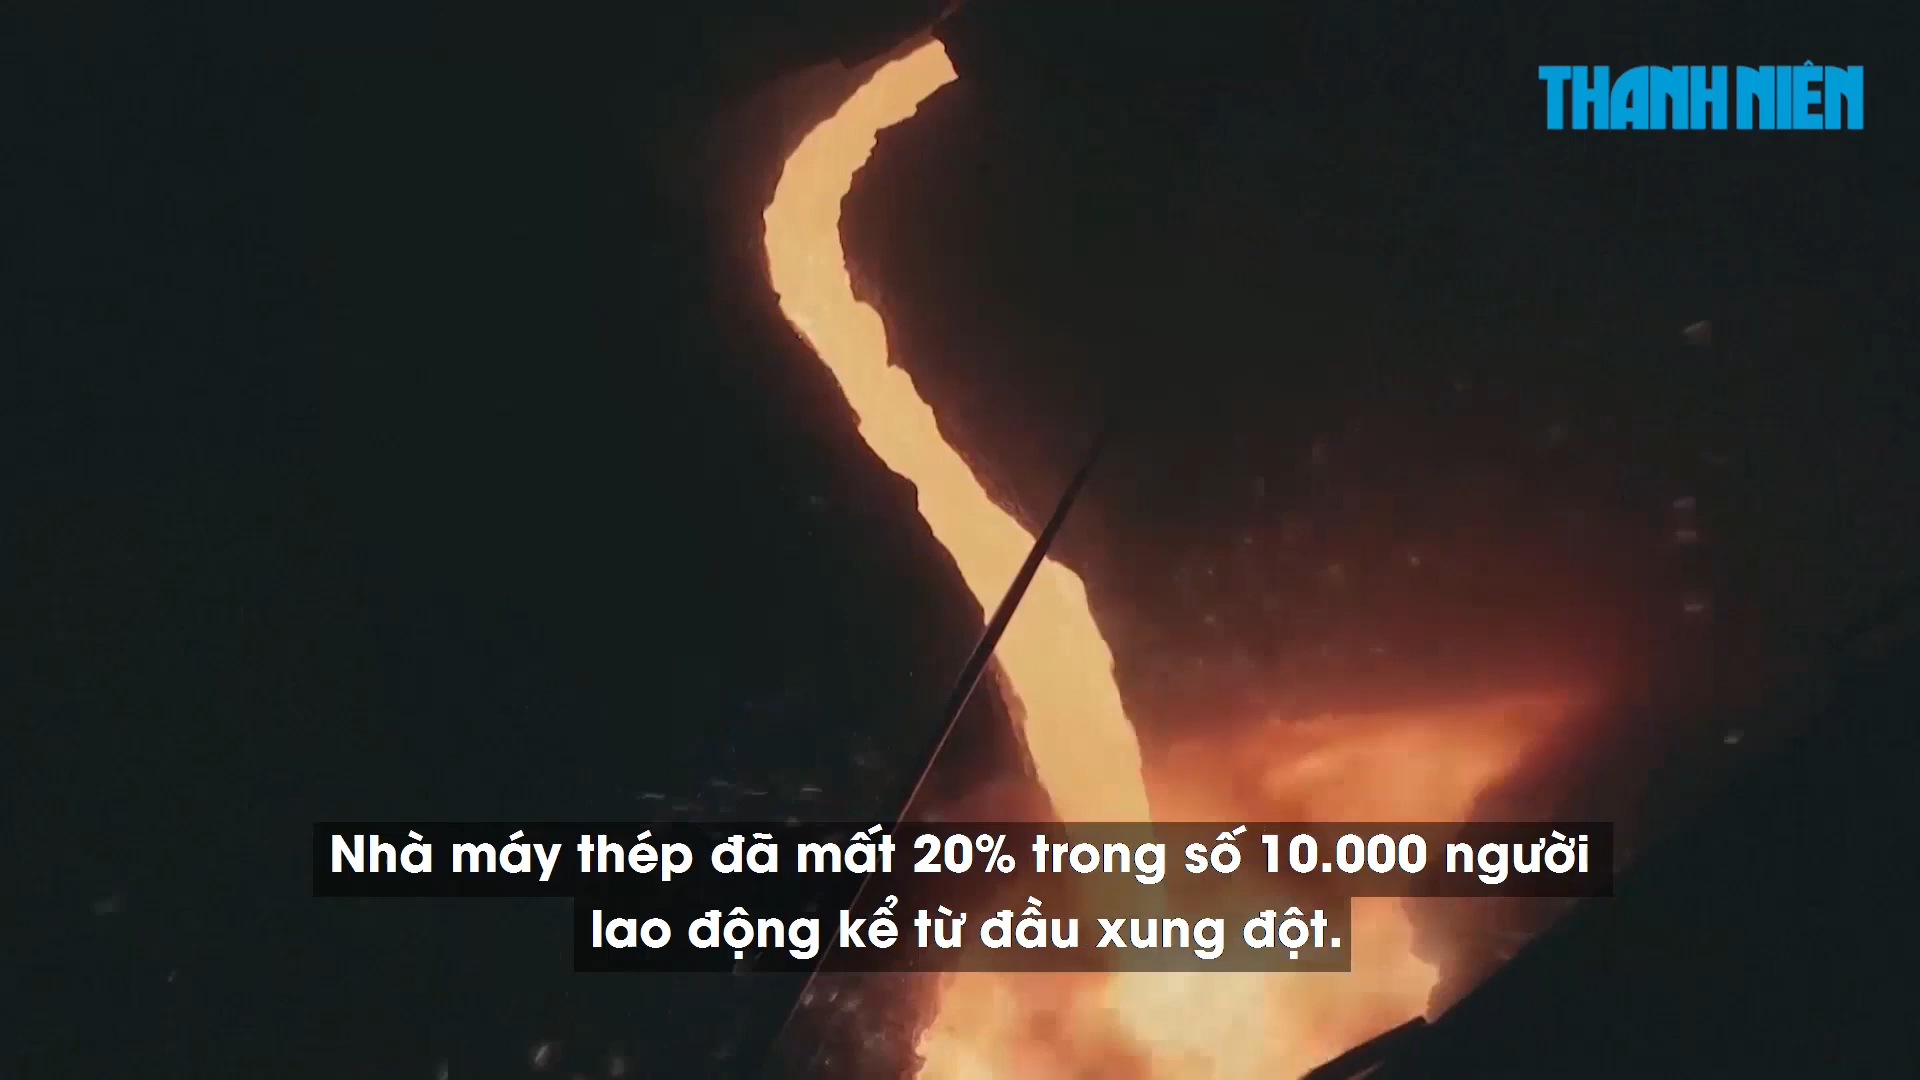 THANH NIÊN
Nhà máy thép đã mất 20% trong số 10.000 người
lao động kể từ đầu xung đột.